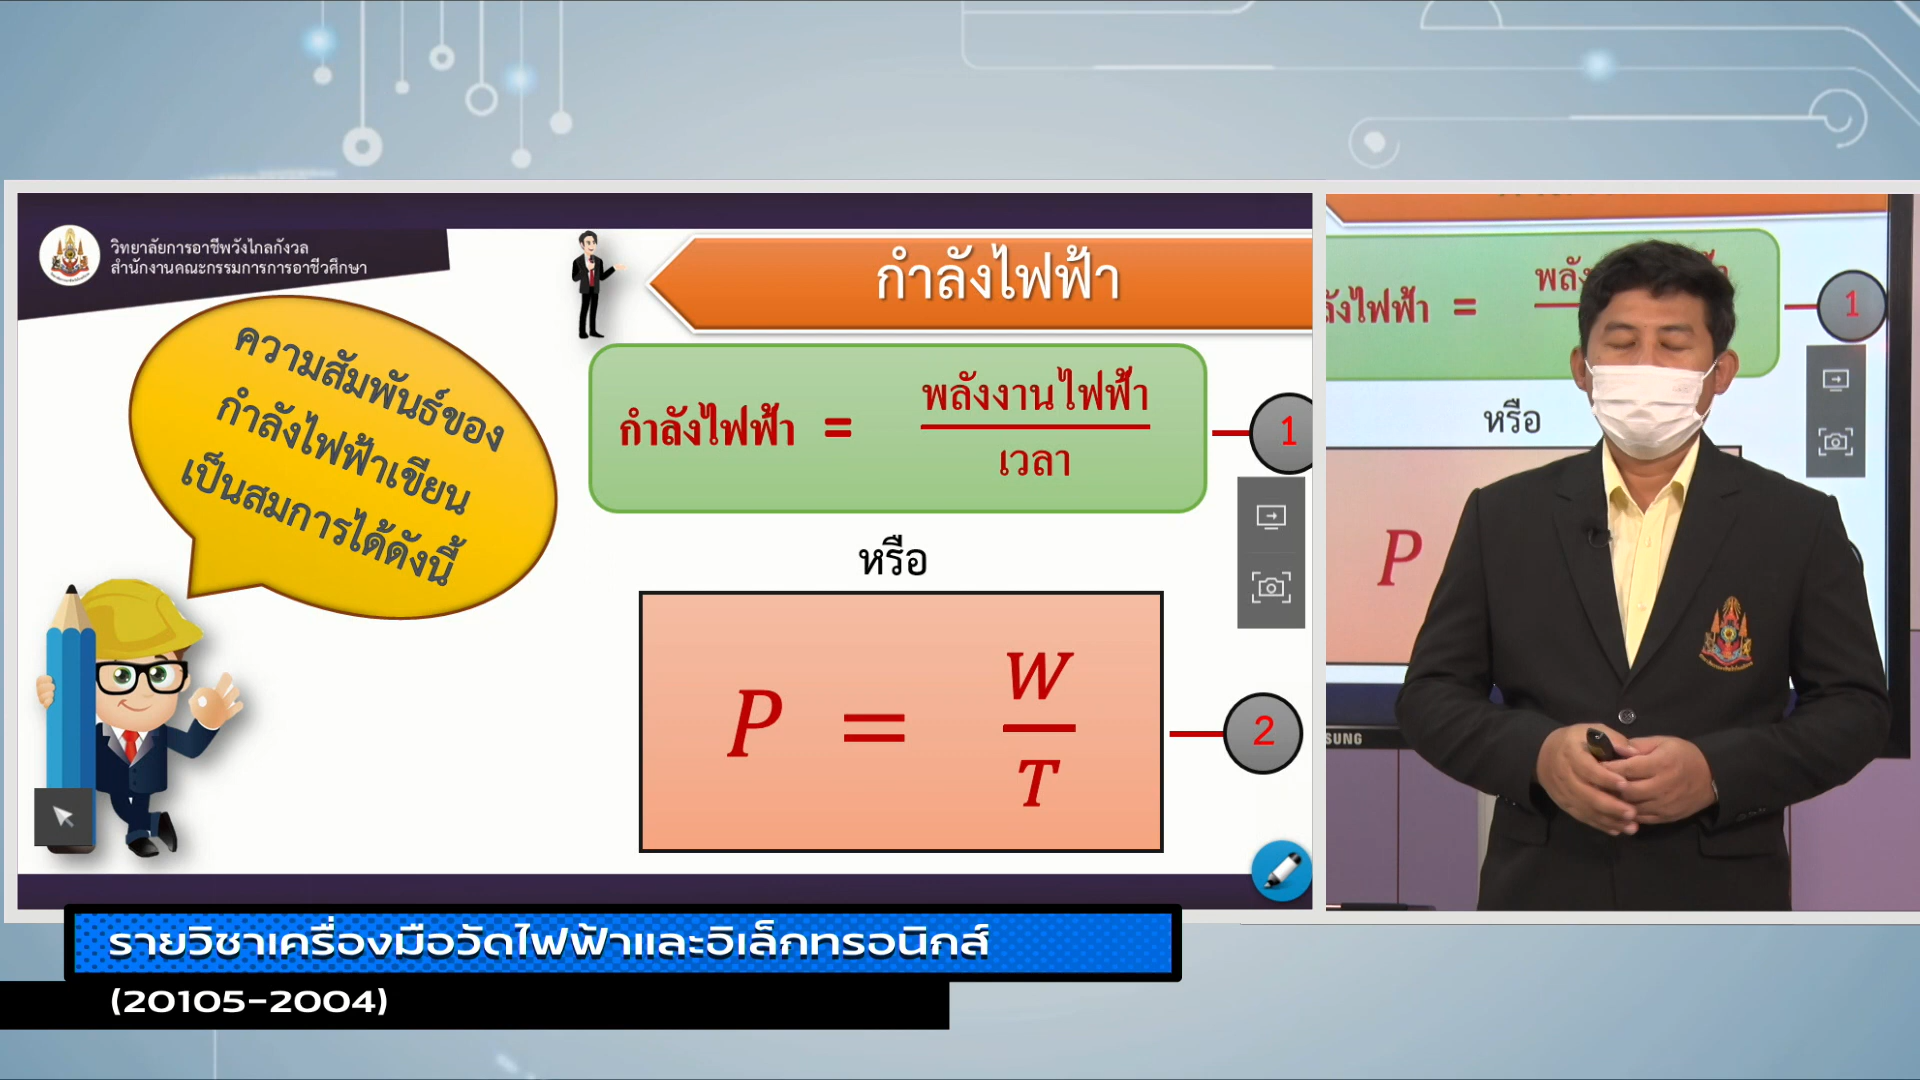 วิทยาลัยการอาชีพวังไกลกังวล
สำนักงานคณะกรรมการการอาชีวศึกษา
กำลังไฟฟ้า
ความสัมพันธ์ของ
กำลังไฟฟ้าเขียน
เป็นสมการได้ดังนี้
กำลังไฟฟ้า = พลังงานไฟฟ้า
เวลา
1
หรือ
P = W
T
2
ลังไฟฟ้า =
1
หรือ
P
SUNG
รายวิชาเครื่องมือวัดไฟฟ้าและอิเล็กทรอนิกส์
(20105-2004)